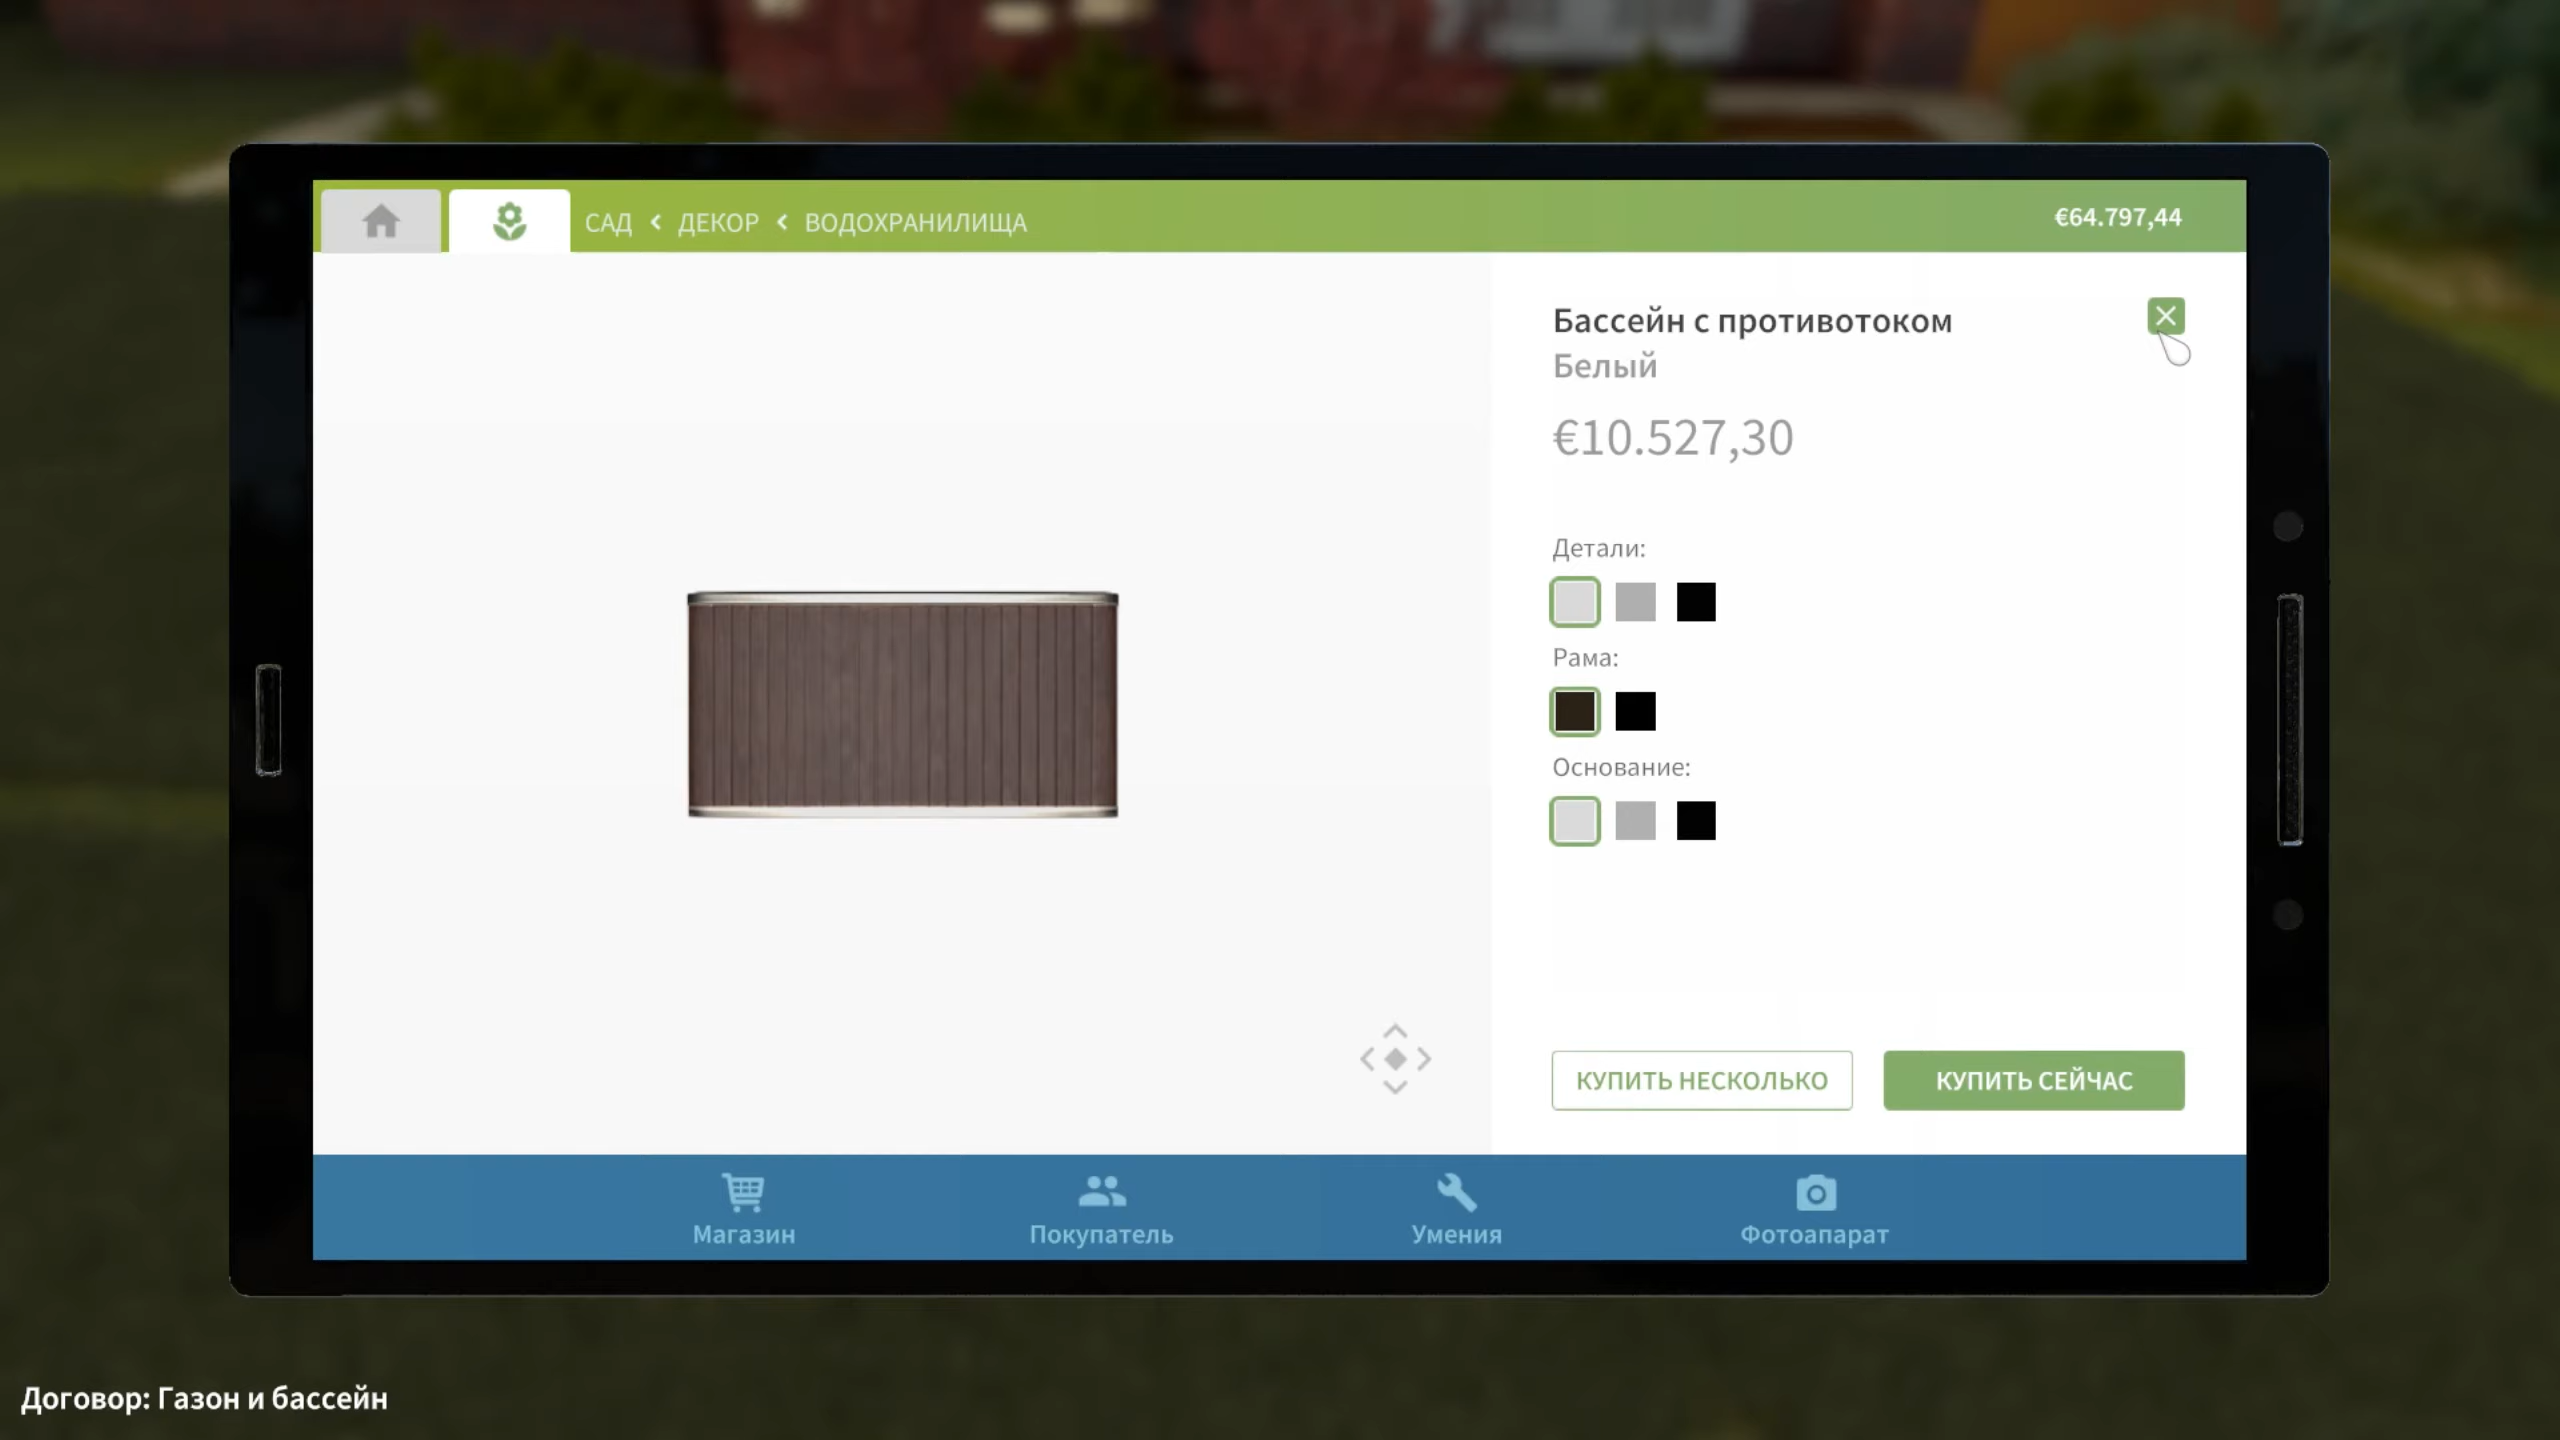 САД < ДЕКОР < ВОДОХРАНИЛИЩА
€64.797,44
Бассейн с противотоком
Белый
€10.527,30
Детали:
Рама:
Основание:
КУПИТЬ НЕСКОЛЬКО
КУПИТЬ СЕЙЧАС
Магазин
Покупатель
Умения
Фотоапарат
Договор: Газон и бассейн